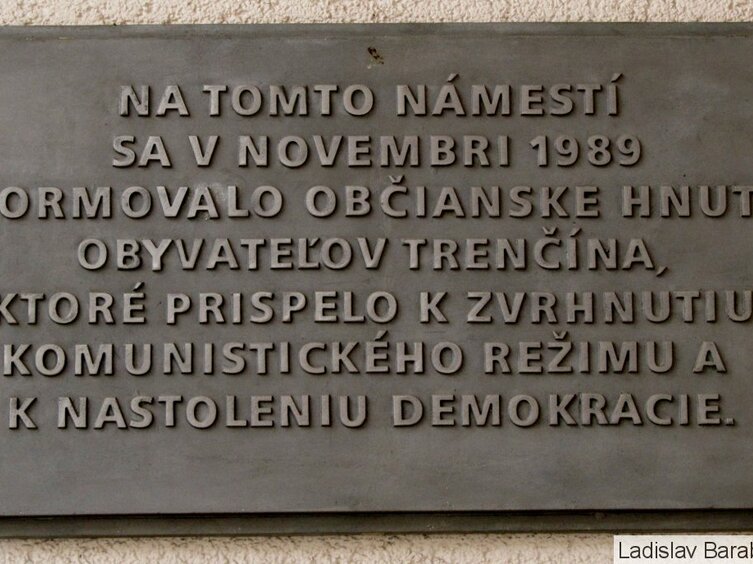 NA TOMTO NÁMESTÍ
SA V NOVEMBRI 1989
ORMOVALO OBČIANSKE HNUT
OBYVATEĽOV TRENČÍNA,
KTORÉ PRISPELO K ZVRHNUTIU
KOMUNISTICKÉHO REŽIMU A
K NASTOLENIU DEMOKRACIE.
Ladislav Barab